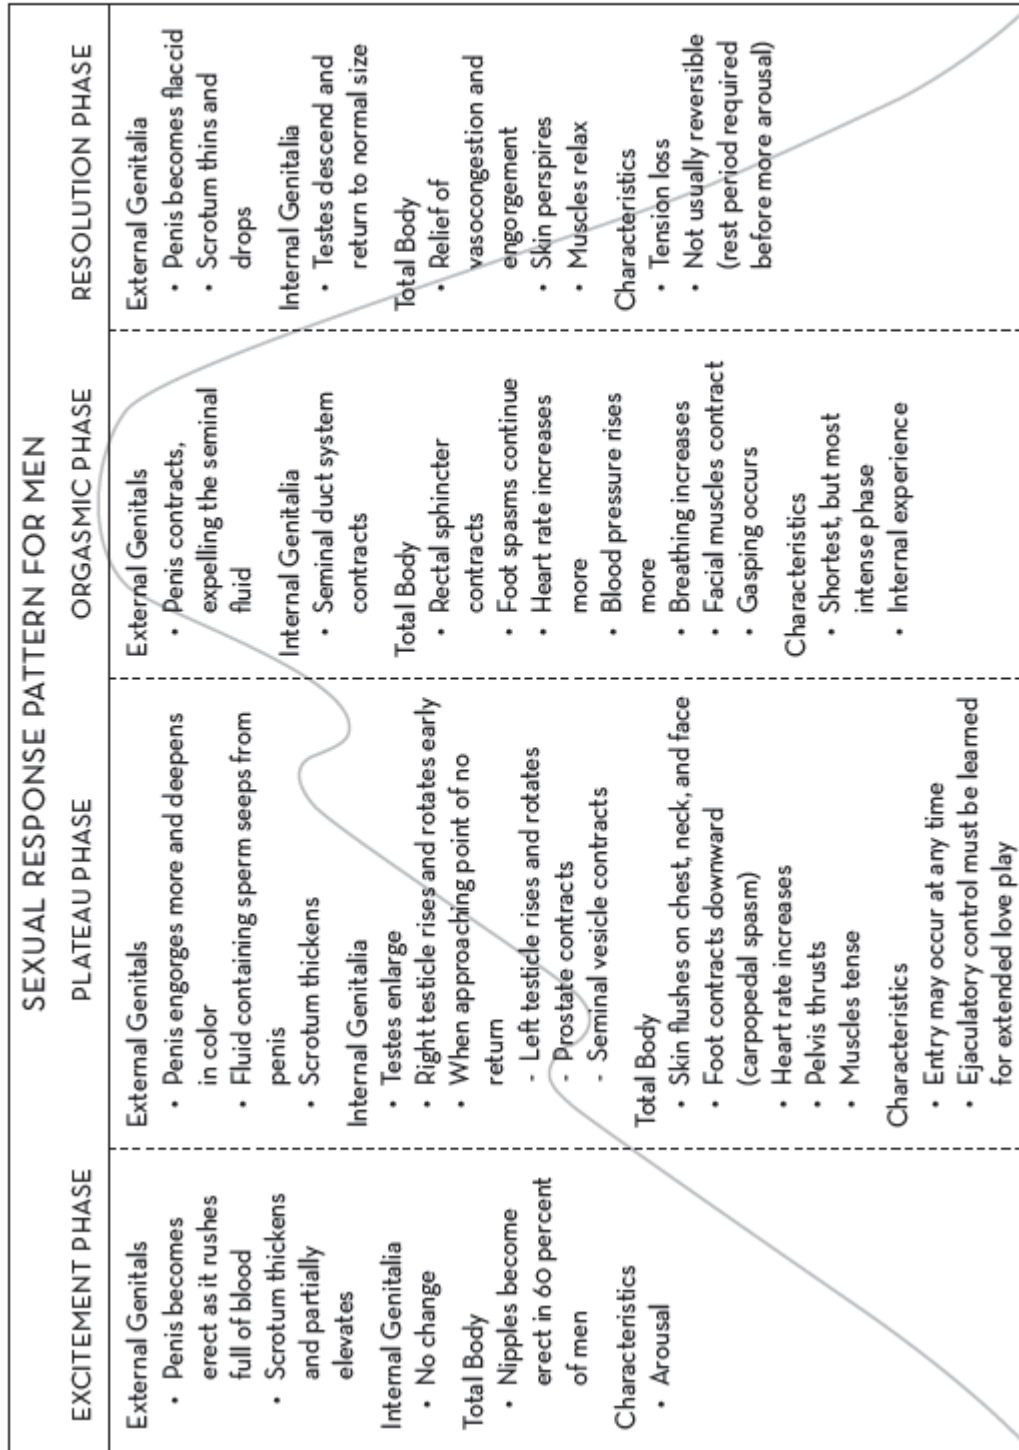 SEXUAL RESPONSE PATTERN FOR MEN
EXCITEMENT PHASE
External Genitals
• Penis becomes
erect as it rushes
full of blood
• Scrotum thickens
and partially
elevates
Internal Genitalia
• No change
Total Body
• Nipples become
erect in 60 percent
of men
Characteristics
• Arousal
PLATEAU PHASE
External Genitals
• Penis engorges more and deepens
in color
• Fluid containing sperm seeps from
penis
• Scrotum thickens
Internal Genitalia
• Testes enlarge
• Right testicle rises and rotates early
• When approaching point of no
return
- Left testicle rises and rotates
- Prostate contracts
- Seminal vesicle contracts
Total Body
• Skin flushes on chest, neck, and face
• Foot contracts downward
(carpopedal spasm)
• Heart rate increases
• Pelvis thrusts
• Muscles tense
Characteristics
• Entry may occur at any time
• Ejaculatory control must be learned
for extended love play
ORGASMIC PHASE
External Genitals
• Penis contracts,
expelling the seminal
fluid
Internal Genitalia
• Seminal duct system
contracts
Total Body
• Rectal sphincter
contracts
• Foot spasms continue
• Heart rate increases
more
• Blood pressure rises
more
• Breathing increases
• Facial muscles contract
• Gasping occurs
Characteristics
• Shortest, but most
intense phase
• Internal experience
RESOLUTION PHASE
External Genitalia
• Penis becomes flaccid
• Scrotum thins and
drops
Internal Genitalia
• Testes descend and
return to normal size
Total Body
• Relief of
vasocongestion and
engorgement
• Skin perspires
• Muscles relax
Characteristics
• Tension loss
• Not usually reversible
(rest period required
before more arousal)